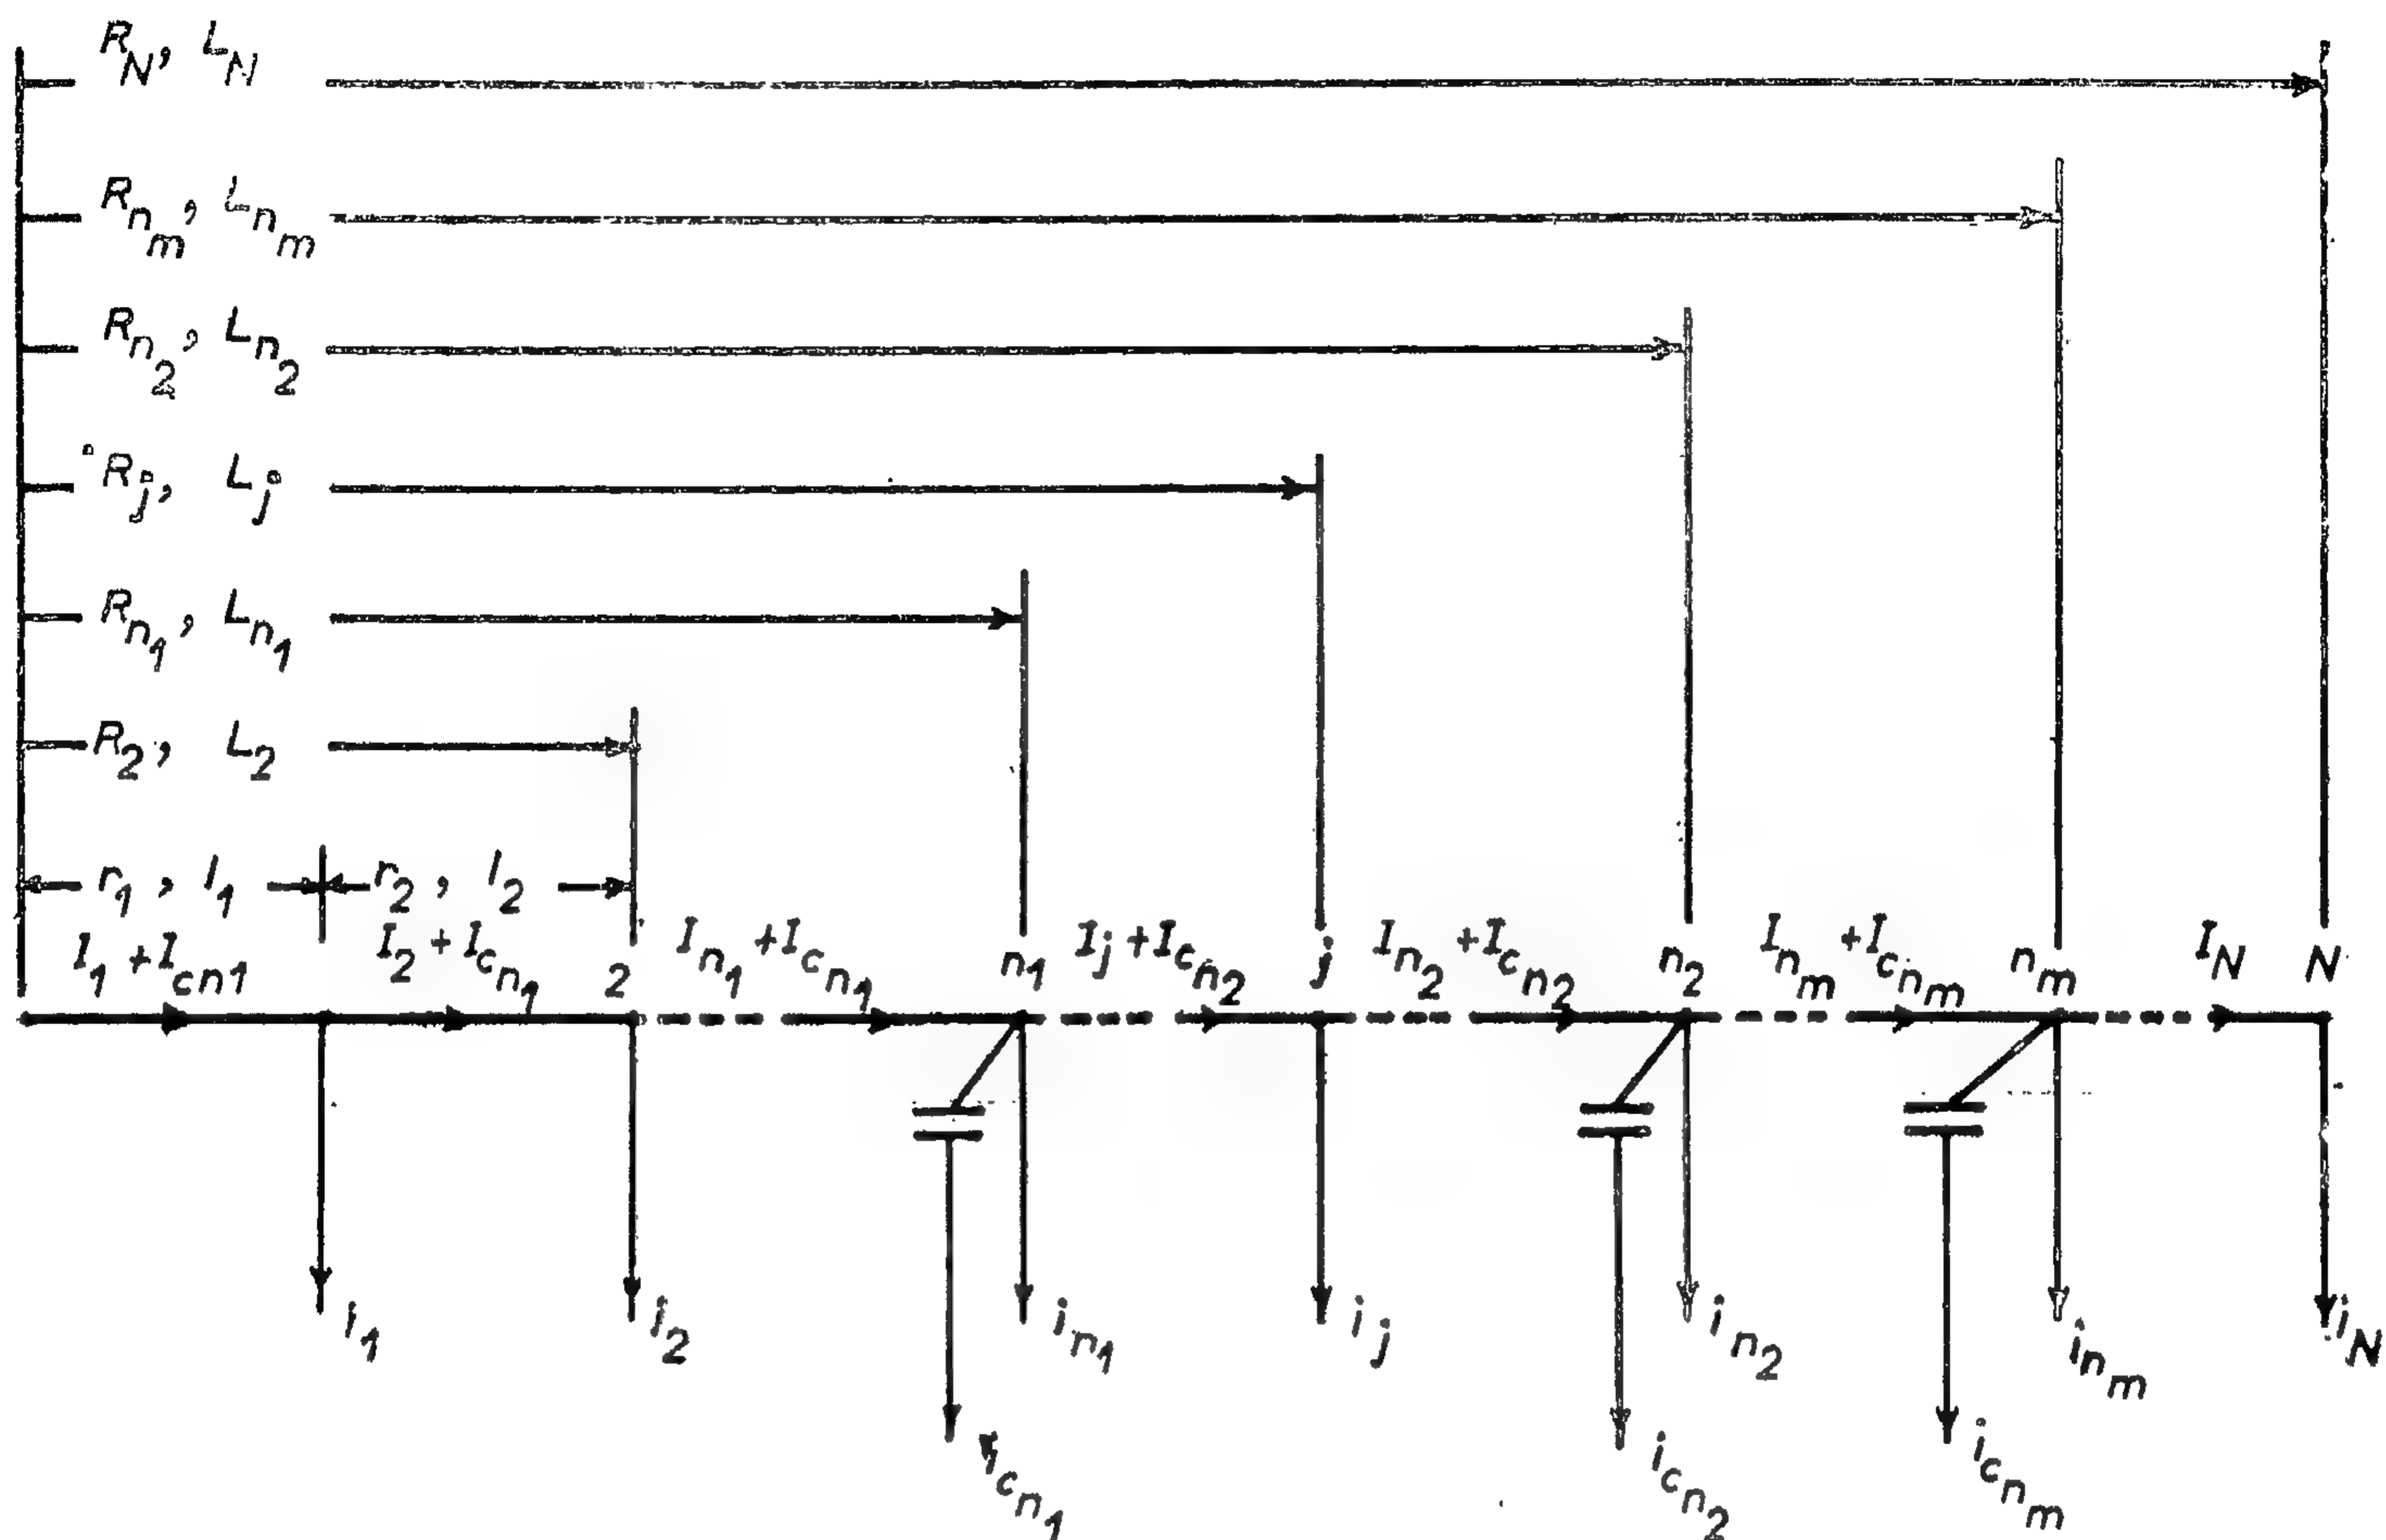 R_N, L_N
R_{n_m}, L_{n_m}
R_{n_2}, L_{n_2}
R_j, L_j
R_{n_1}, L_{n_1}
R_2, L_2
r_1, l_1 r_2, l_2
I_1 + I_{cn1} I_2 + I_{c_{n_1}} 2 I_{n_1} + I_{c_{n_1}} n_1 I_j + I_{c_{n_2}} j I_{n_2} + I_{c_{n_2}} n_2 I_{n_m} + I_{c_{n_m}} n_m I_N N
i_1 i_2 i_{n_1} i_j i_{n_2} i_{n_m} i_N
i_{c_{n_1}} i_{c_{n_2}} i_{c_{n_m}}